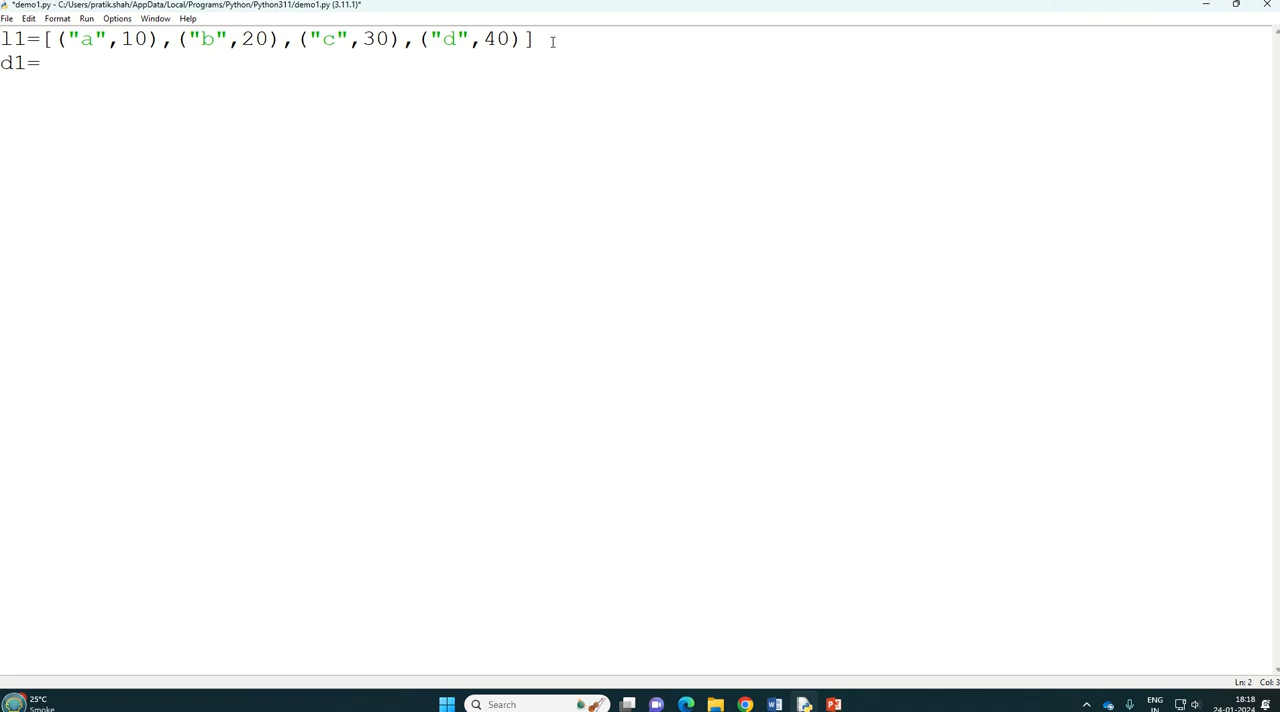 *demo1.py - C:/Users/pratik.shah/AppData/Local/Programs/Python/Python311/demo1.py (3.11.1)*
File Edit Format Run Options Window Help
l1=[("a",10),("b",20),("c",30),("d",40)]
d1=
Ln: 2 Col: 3
25°C
Smoke
Search
ENG
IN
18:18
24-01-2024